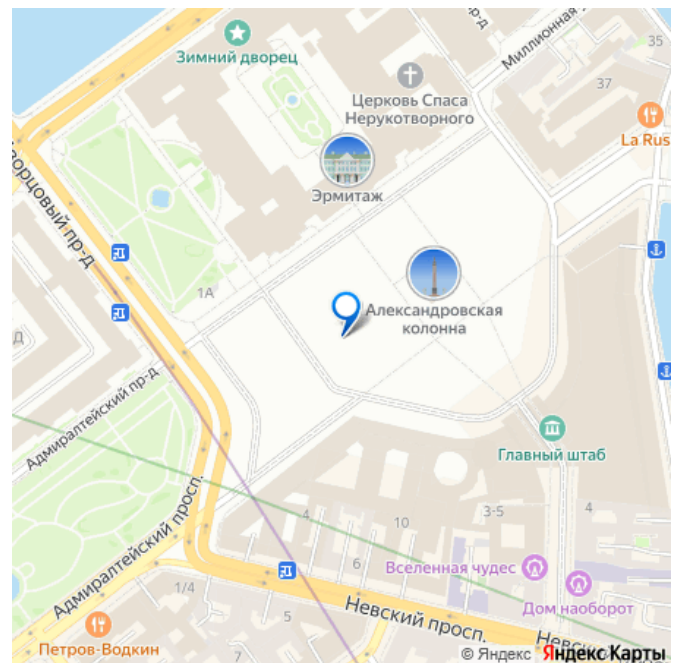 35
Зимний дворец
Миллионная
37
Церковь Спаса
Нерукотворного
La Rus
Эрмитаж
Дворцовый пр-д
1А
Александровская
колонна
Д
Адмиралтейский пр-д
Главный штаб
4
10
3-5
4
Адмиралтейский просп.
6
Вселенная чудес
1/4
5
Дом наоборот
Невский просп.
Невс
Петров-Водкин
7
© Яндекс Яндекс Карты